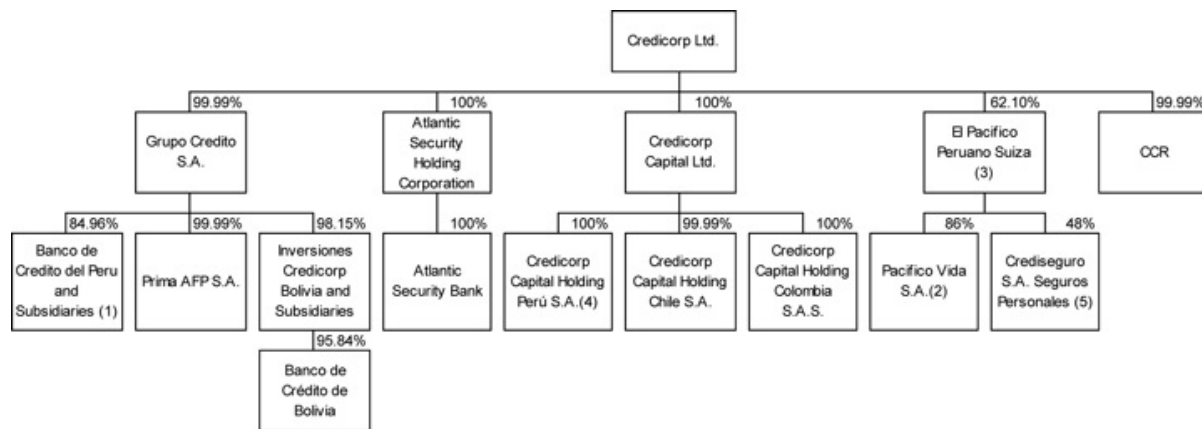 Credicorp Ltd.
99.99%
100%
100%
62.10%
99.99%
Grupo Credito
S.A.
Atlantic
Security
Holding
Corporation
Credicorp
Capital Ltd.
El Pacifico
Peruano Suiza
(3)
CCR
84.96%
99.99%
98.15%
100%
100%
99.99%
100%
86%
48%
Banco de
Credito del Peru
and
Subsidiaries (1)
Prima AFP S.A.
Inversiones
Credicorp
Bolivia and
Subsidiaries
Atlantic
Security Bank
Credicorp
Capital Holding
Perú S.A.(4)
Credicorp
Capital Holding
Chile S.A.
Credicorp
Capital Holding
Colombia
S.A.S.
Pacifico Vida
S.A.(2)
Crediseguro
S.A. Seguros
Personales (5)
95.84%
Banco de
Crédito de
Bolivia